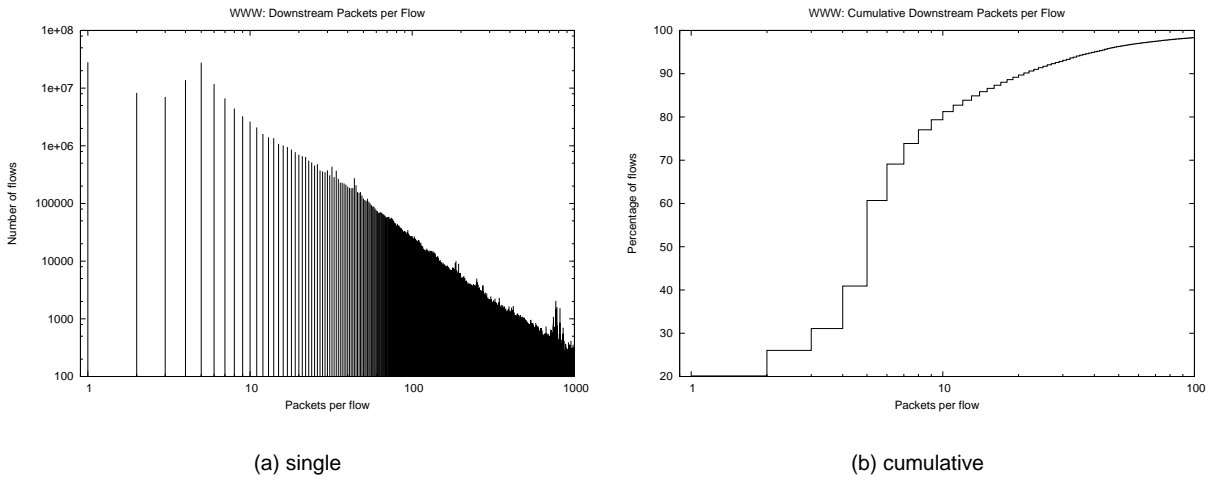 WWW: Downstream Packets per Flow
1e+08
1e+07
1e+06
100000
10000
1000
100
1 10 100 1000
Number of flows
Packets per flow
(a) single
WWW: Cumulative Downstream Packets per Flow
100
90
80
70
60
50
40
30
20
1 10 100
Percentage of flows
Packets per flow
(b) cumulative